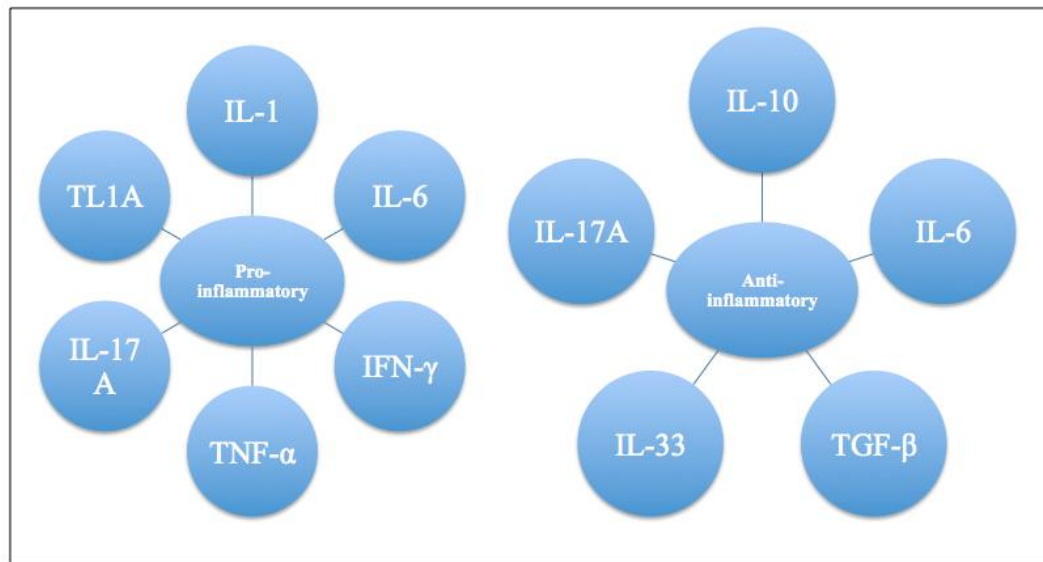 IL-1
IL-6
IFN-γ
TNF-α
IL-17
A
TL1A
Pro-
inflammatory
IL-10
IL-6
TGF-β
IL-33
IL-17A
Anti-
inflammatory